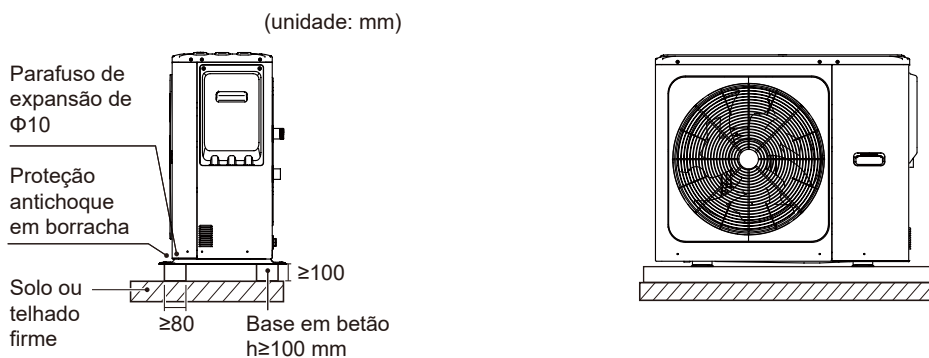 (unidade: mm)
Parafuso de
expansão de
Φ10
Proteção
antichoque
em borracha
≥100
Solo ou
telhado
firme
≥80
Base em betão
h≥100 mm